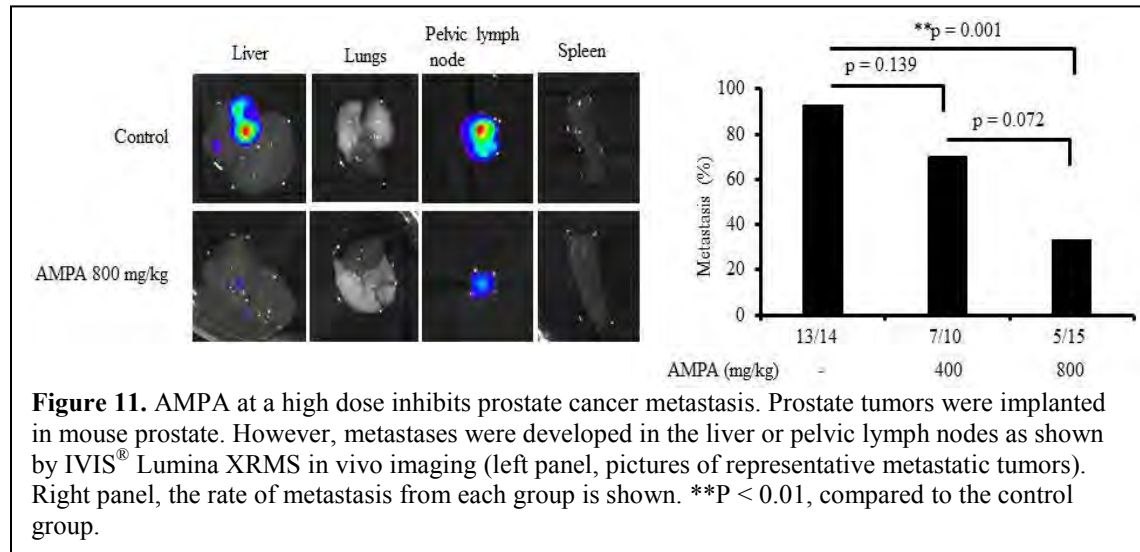 Liver
Lungs
Pelvic lymph
node
Spleen
Control
AMPA 800 mg/kg
**p = 0.001
p = 0.139
p = 0.072
Metastasis (%)
100
80
60
40
20
0
13/14 7/10 5/15
AMPA (mg/kg) - 400 800
Figure 11. AMPA at a high dose inhibits prostate cancer metastasis. Prostate tumors were implanted
in mouse prostate. However, metastases were developed in the liver or pelvic lymph nodes as shown
by IVIS® Lumina XRMS in vivo imaging (left panel, pictures of representative metastatic tumors).
Right panel, the rate of metastasis from each group is shown. **P < 0.01, compared to the control
group.